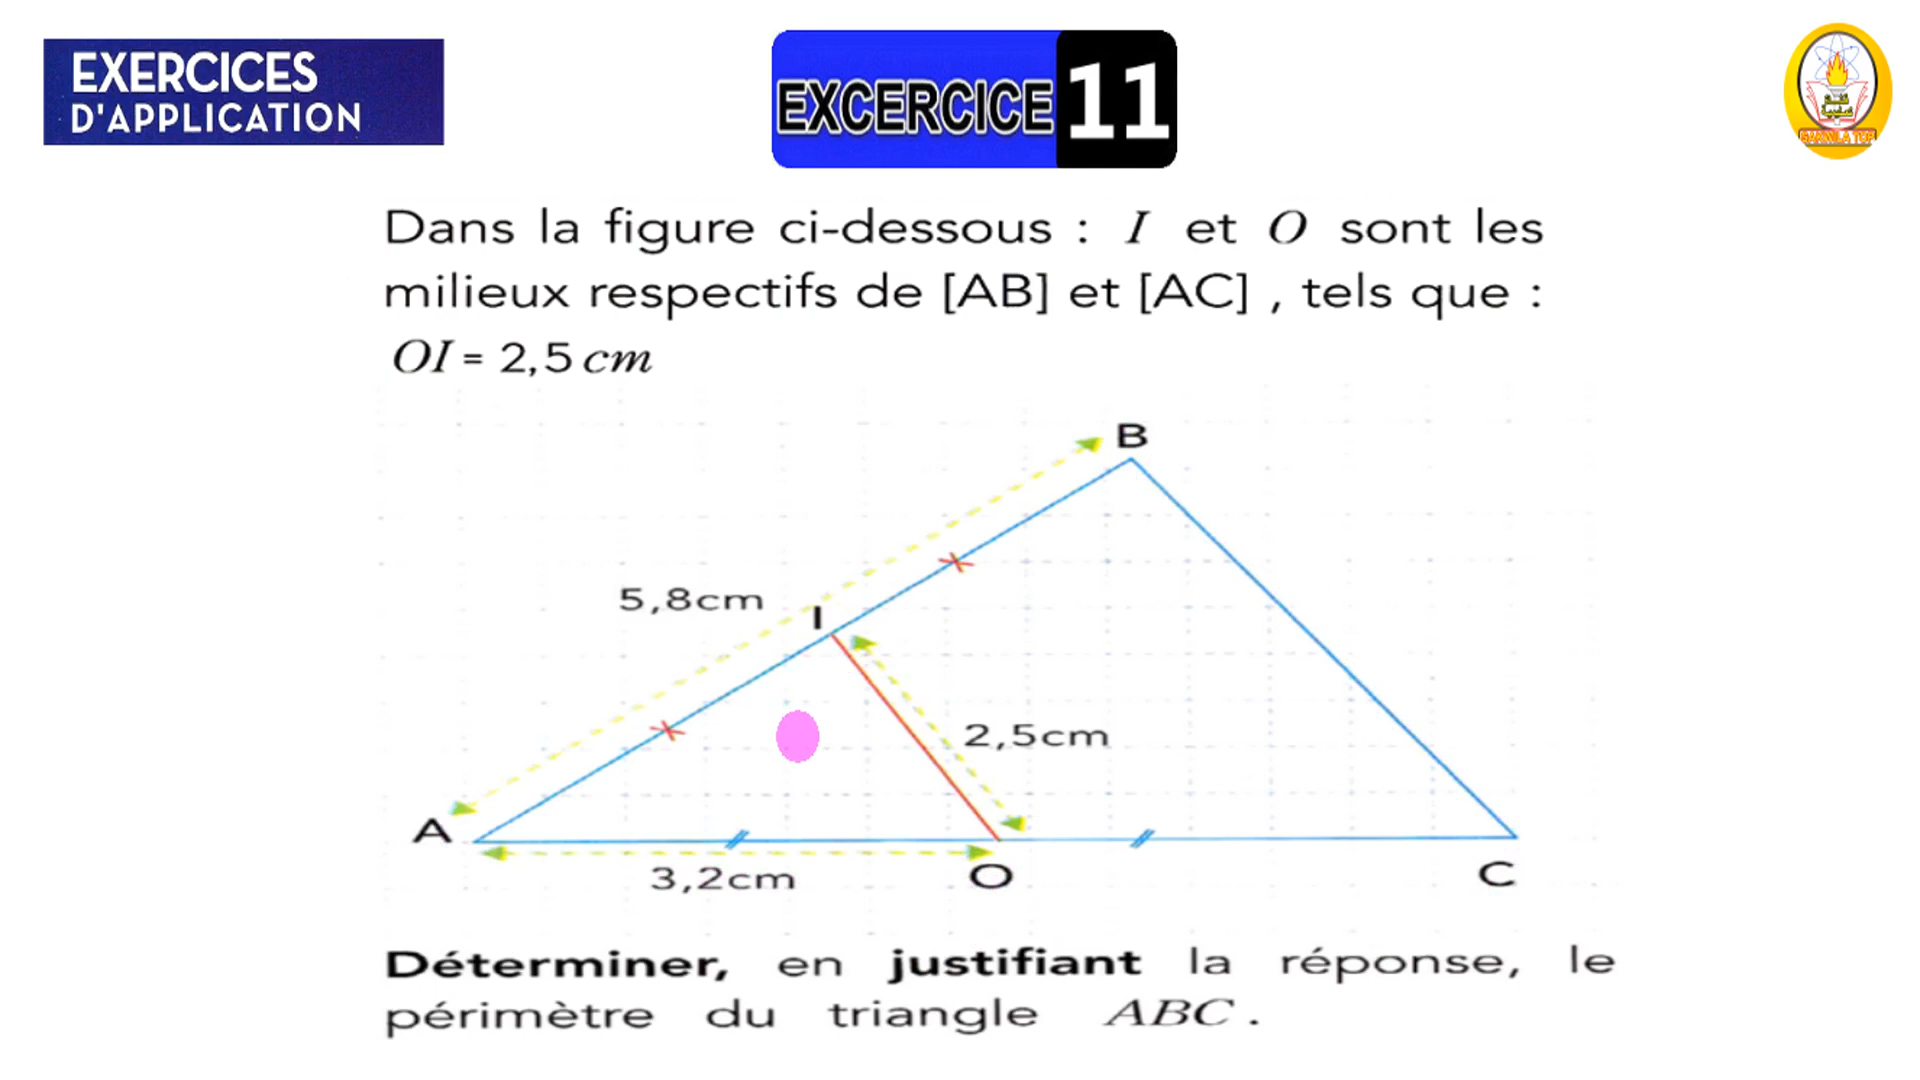 EXERCICES
D'APPLICATION
EXCERCICE 11
Dans la figure ci-dessous : I et O sont les
milieux respectifs de [AB] et [AC] , tels que :
OI = 2,5 cm
B
5,8cm
I
2,5cm
A
3,2cm
O
C
Déterminer, en justifiant la réponse, le
périmètre du triangle ABC .